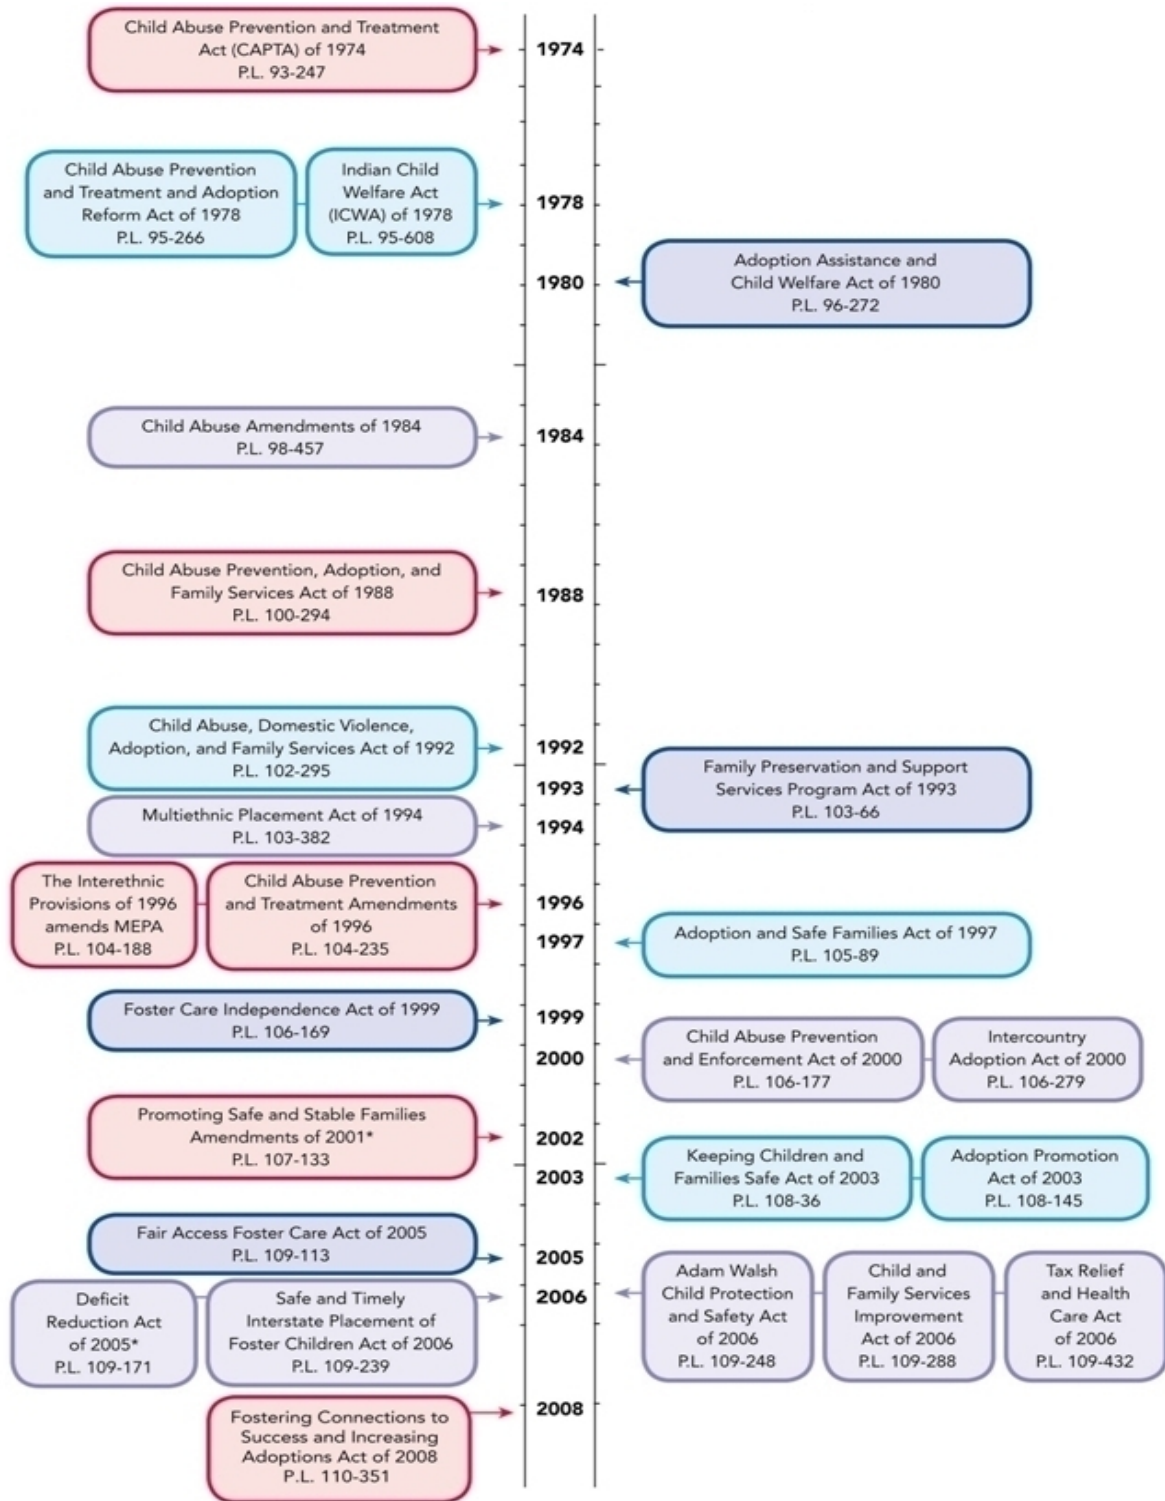 Child Abuse Prevention and Treatment
Act (CAPTA) of 1974
P.L. 93-247
1974
Child Abuse Prevention
and Treatment and Adoption
Reform Act of 1978
P.L. 95-266
Indian Child
Welfare Act
(ICWA) of 1978
P.L. 95-608
1978
Adoption Assistance and
Child Welfare Act of 1980
P.L. 96-272
1980
Child Abuse Amendments of 1984
P.L. 98-457
1984
Child Abuse Prevention, Adoption, and
Family Services Act of 1988
P.L. 100-294
1988
Child Abuse, Domestic Violence,
Adoption, and Family Services Act of 1992
P.L. 102-295
1992
Family Preservation and Support
Services Program Act of 1993
P.L. 103-66
1993
Multiethnic Placement Act of 1994
P.L. 103-382
1994
The Interethnic
Provisions of 1996
amends MEPA
P.L. 104-188
Child Abuse Prevention
and Treatment Amendments
of 1996
P.L. 104-235
1996
1997
Adoption and Safe Families Act of 1997
P.L. 105-89
Foster Care Independence Act of 1999
P.L. 106-169
1999
2000
Child Abuse Prevention
and Enforcement Act of 2000
P.L. 106-177
Intercountry
Adoption Act of 2000
P.L. 106-279
Promoting Safe and Stable Families
Amendments of 2001*
P.L. 107-133
2002
2003
Keeping Children and
Families Safe Act of 2003
P.L. 108-36
Adoption Promotion
Act of 2003
P.L. 108-145
Fair Access Foster Care Act of 2005
P.L. 109-113
2005
Deficit
Reduction Act
of 2005*
P.L. 109-171
Safe and Timely
Interstate Placement of
Foster Children Act of 2006
P.L. 109-239
2006
Adam Walsh
Child Protection
and Safety Act
of 2006
P.L. 109-248
Child and
Family Services
Improvement
Act of 2006
P.L. 109-288
Tax Relief
and Health
Care Act
of 2006
P.L. 109-432
Fostering Connections to
Success and Increasing
Adoptions Act of 2008
P.L. 110-351
2008